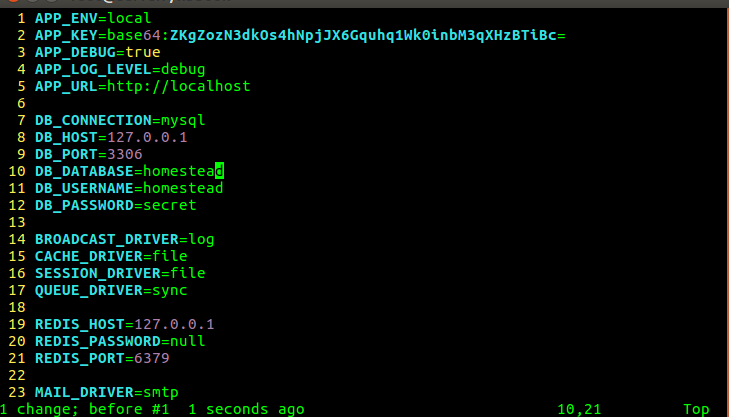 1 APP_ENV=local
2 APP_KEY=base64:ZKgZozN3dkOs4hNpjJX6Gquhq1Wk0inbM3qXHzBTiBc=
3 APP_DEBUG=true
4 APP_LOG_LEVEL=debug
5 APP_URL=http://localhost
6
7 DB_CONNECTION=mysql
8 DB_HOST=127.0.0.1
9 DB_PORT=3306
10 DB_DATABASE=homestead
11 DB_USERNAME=homestead
12 DB_PASSWORD=secret
13
14 BROADCAST_DRIVER=log
15 CACHE_DRIVER=file
16 SESSION_DRIVER=file
17 QUEUE_DRIVER=sync
18
19 REDIS_HOST=127.0.0.1
20 REDIS_PASSWORD=null
21 REDIS_PORT=6379
22
23 MAIL_DRIVER=smtp
1 change; before #1  1 seconds ago 10,21 Top